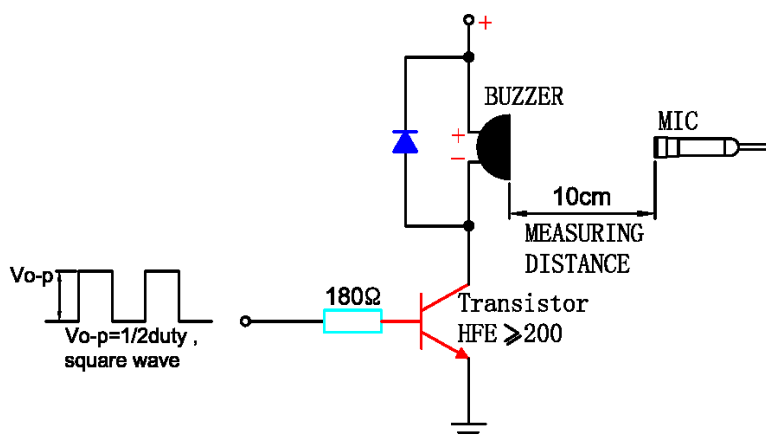 +
BUZZER
+
−
MIC
10cm
MEASURING
DISTANCE
Vo-p
180Ω
Transistor
HFE ⩾200
Vo-p=1/2duty ,
square wave